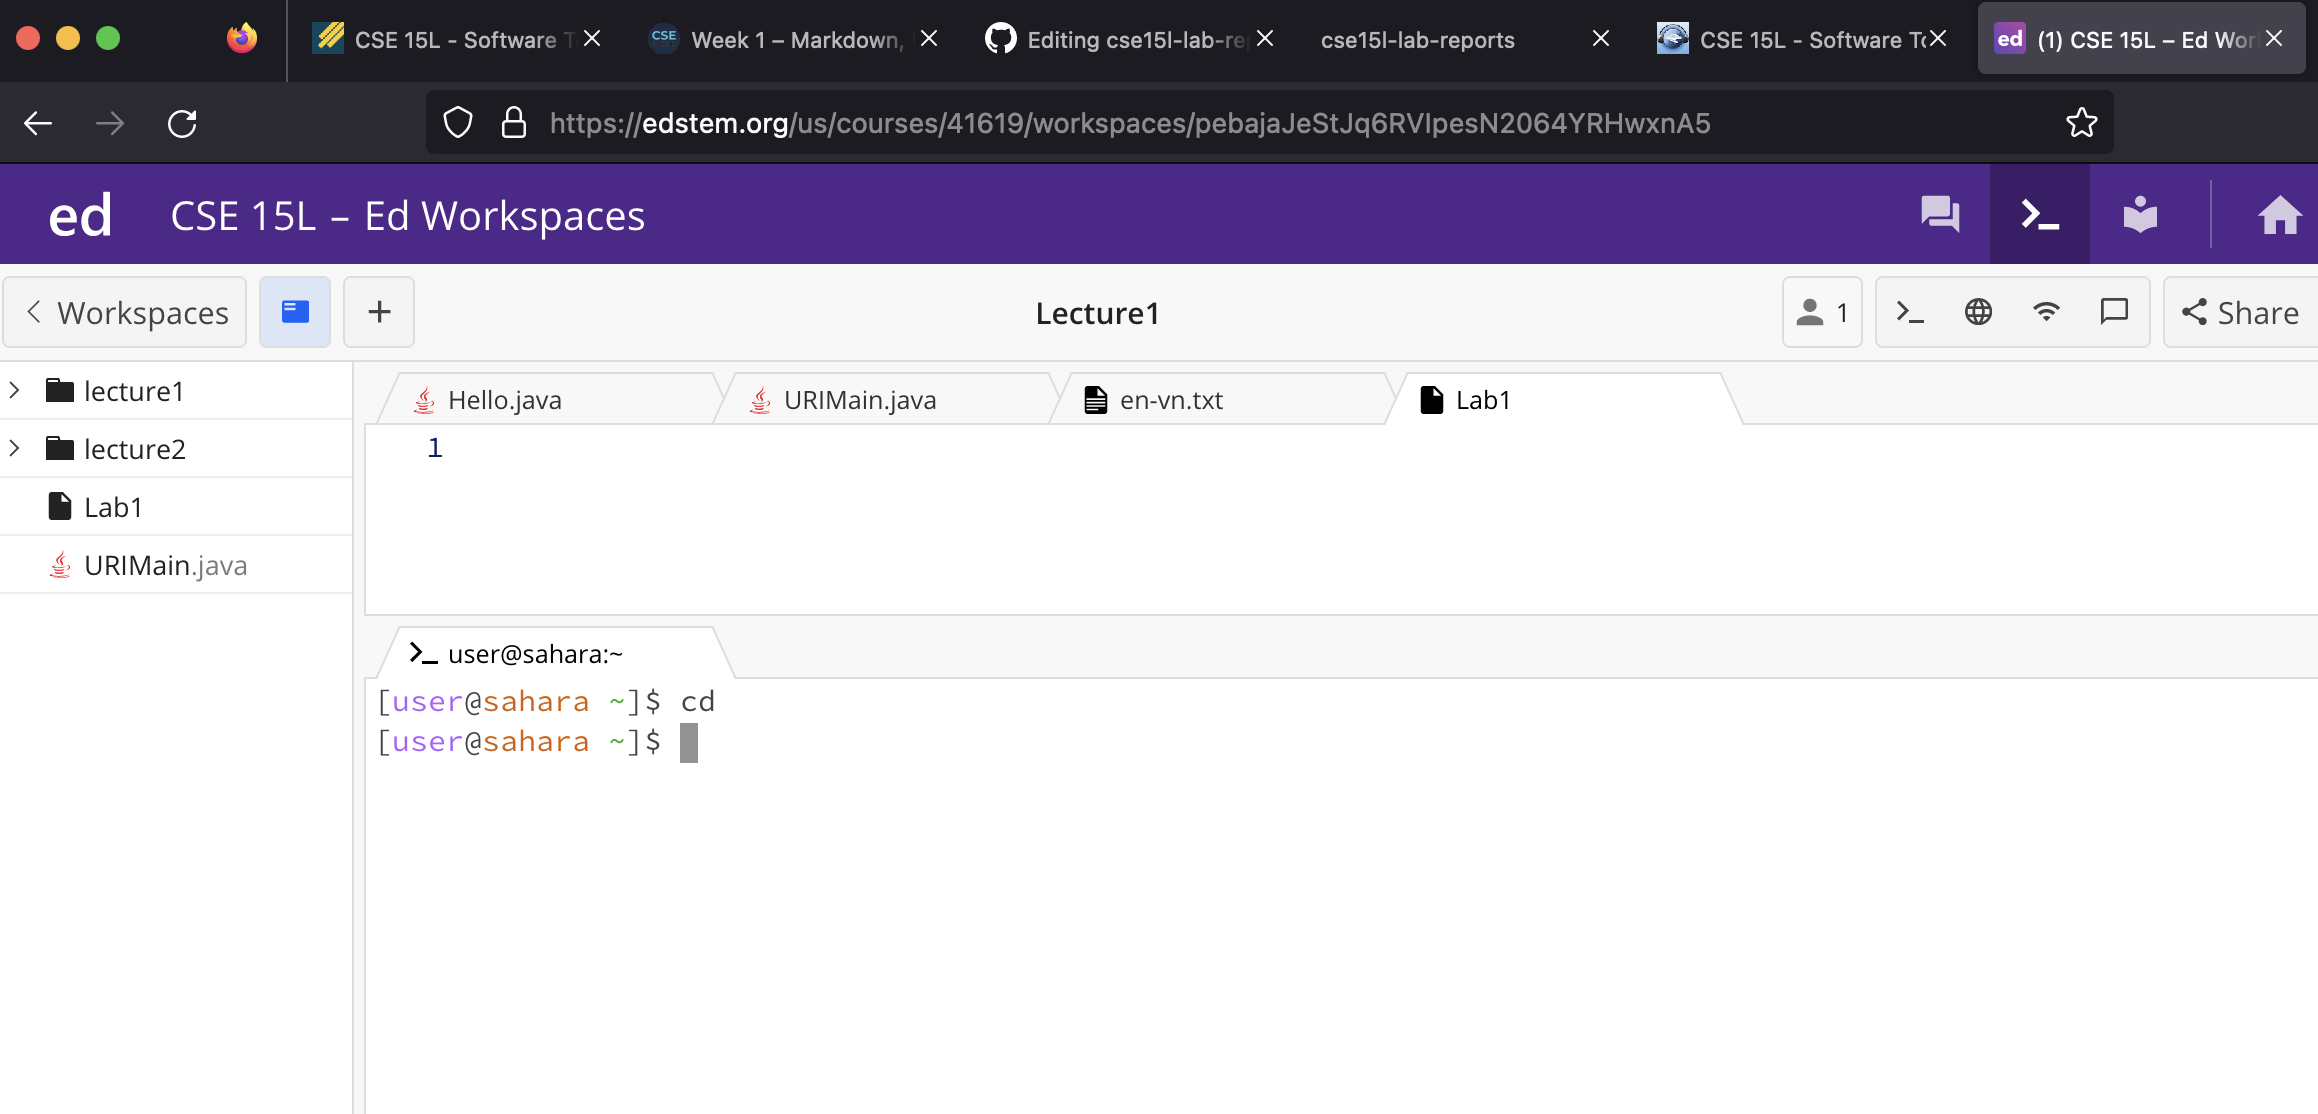 CSE 15L - Software T
CSE Week 1 – Markdown,
Editing cse15l-lab-re
cse15l-lab-reports
CSE 15L - Software To
ed (1) CSE 15L – Ed Wor
https://edstem.org/us/courses/41619/workspaces/pebajaJeStJq6RVIpesN2064YRHwxnA5
ed CSE 15L – Ed Workspaces
Workspaces
+
Lecture1
1
Share
lecture1
lecture2
Lab1
URIMain.java
Hello.java
URIMain.java
en-vn.txt
Lab1
1
user@sahara:~
[user@sahara ~]$ cd
[user@sahara ~]$